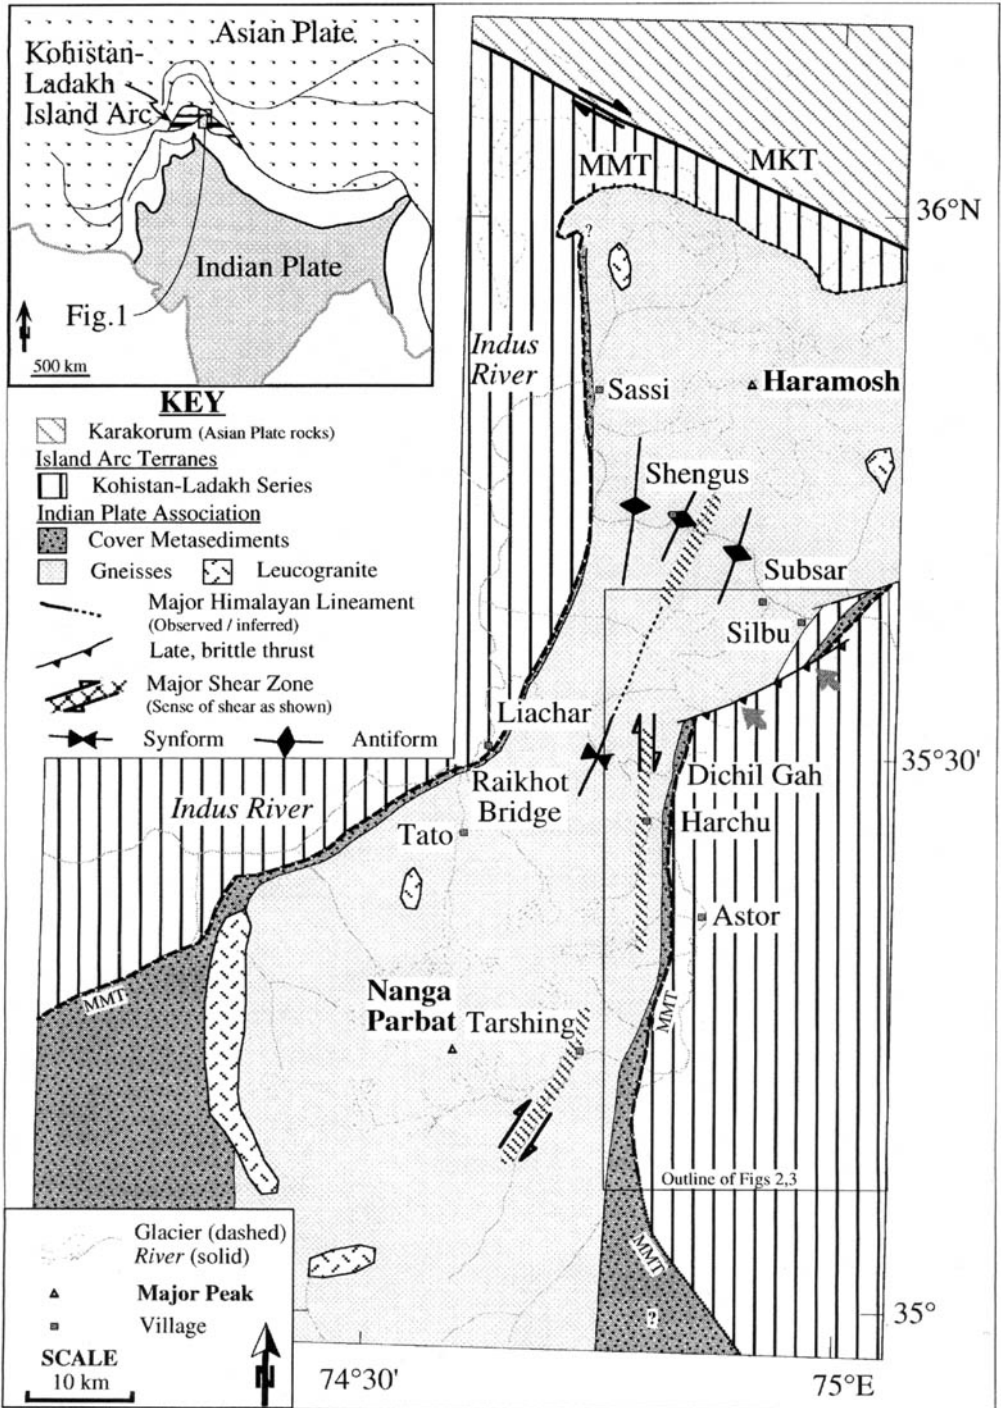 Asian Plate
Kohistan-
Ladakh
Island Arc
Indian Plate
Fig.1
500 km
KEY
Karakorum (Asian Plate rocks)
Island Arc Terranes
Kohistan-Ladakh Series
Indian Plate Association
Cover Metasediments
Gneisses
Leucogranite
Major Himalayan Lineament
(Observed / inferred)
Late, brittle thrust
Major Shear Zone
(Sense of shear as shown)
Synform
Antiform
MMT
MKT
36°N
?
Indus
River
Sassi
Haramosh
Shengus
Subsar
Silbu
Liachar
35°30'
Raikhot
Bridge
Dichil Gah
Indus River
Tato
Harchu
Astor
Nanga
Parbat
Tarshing
MMT
MMT
Outline of Figs 2,3
MMT
?
35°
Glacier (dashed)
River (solid)
Major Peak
Village
SCALE
10 km
N
74°30'
75°E